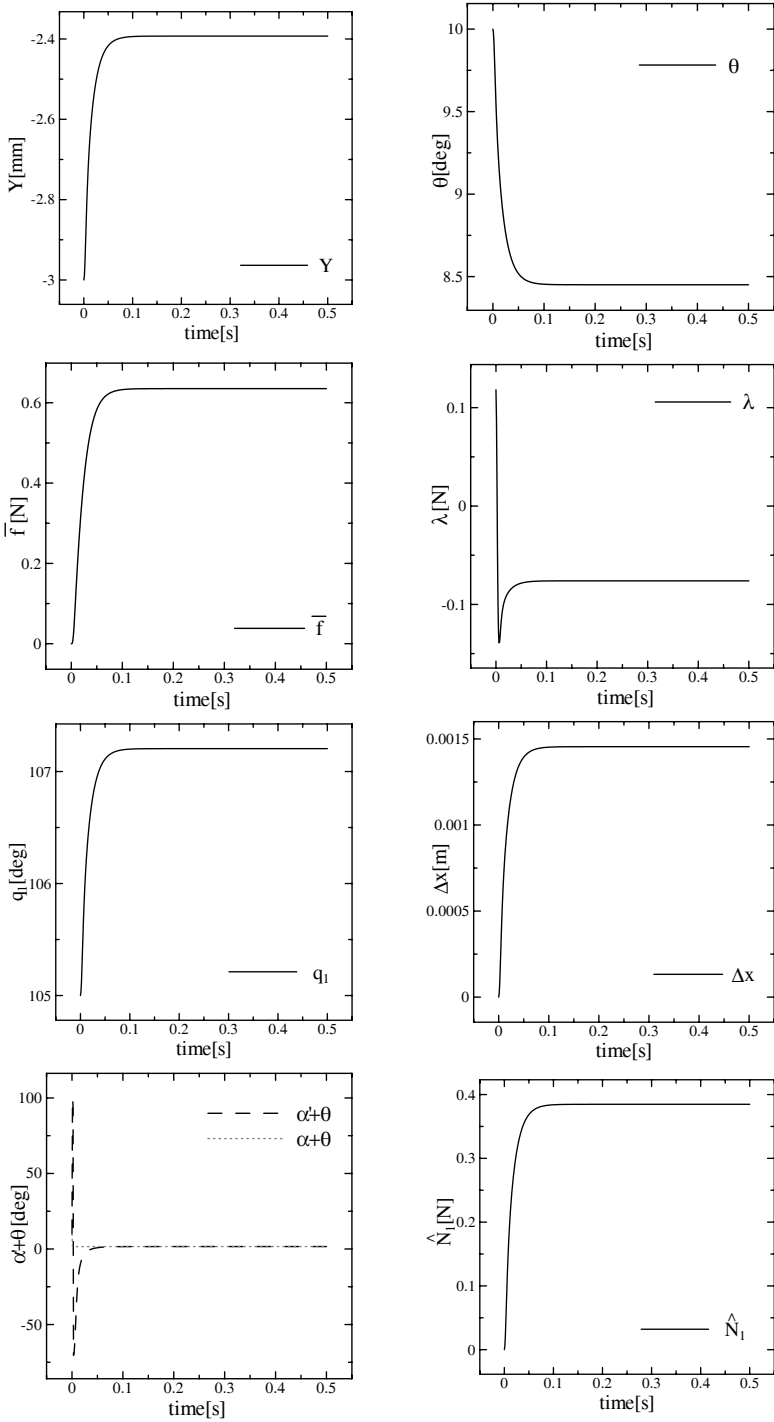 -2.4
-2.6
-2.8
-3
Y[mm]
Y
0 0.1 0.2 0.3 0.4 0.5
time[s]
10
9.5
9
8.5
θ[deg]
θ
0 0.1 0.2 0.3 0.4 0.5
time[s]
0.6
0.4
0.2
0
f̅ [N]
f̅
0 0.1 0.2 0.3 0.4 0.5
time[s]
0.1
0
-0.1
λ[N]
λ
0 0.1 0.2 0.3 0.4 0.5
time[s]
107
106
105
q₁[deg]
q₁
0 0.1 0.2 0.3 0.4 0.5
time[s]
0.0015
0.001
0.0005
0
Δx[m]
Δx
0 0.1 0.2 0.3 0.4 0.5
time[s]
100
50
0
-50
α'+θ[deg]
α'+θ
α+θ
0 0.1 0.2 0.3 0.4 0.5
time[s]
0.4
0.3
0.2
0.1
0
N̂₁[N]
N̂₁
0 0.1 0.2 0.3 0.4 0.5
time[s]